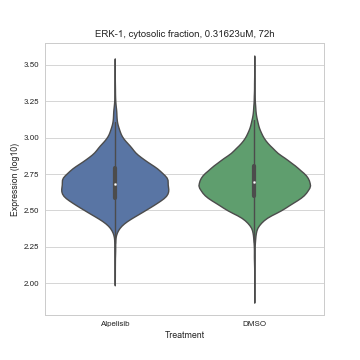 ERK-1, cytosolic fraction, 0.31623uM, 72h
3.50
3.25
3.00
2.75
2.50
2.25
2.00
Expression (log10)
Alpelisib
DMSO
Treatment